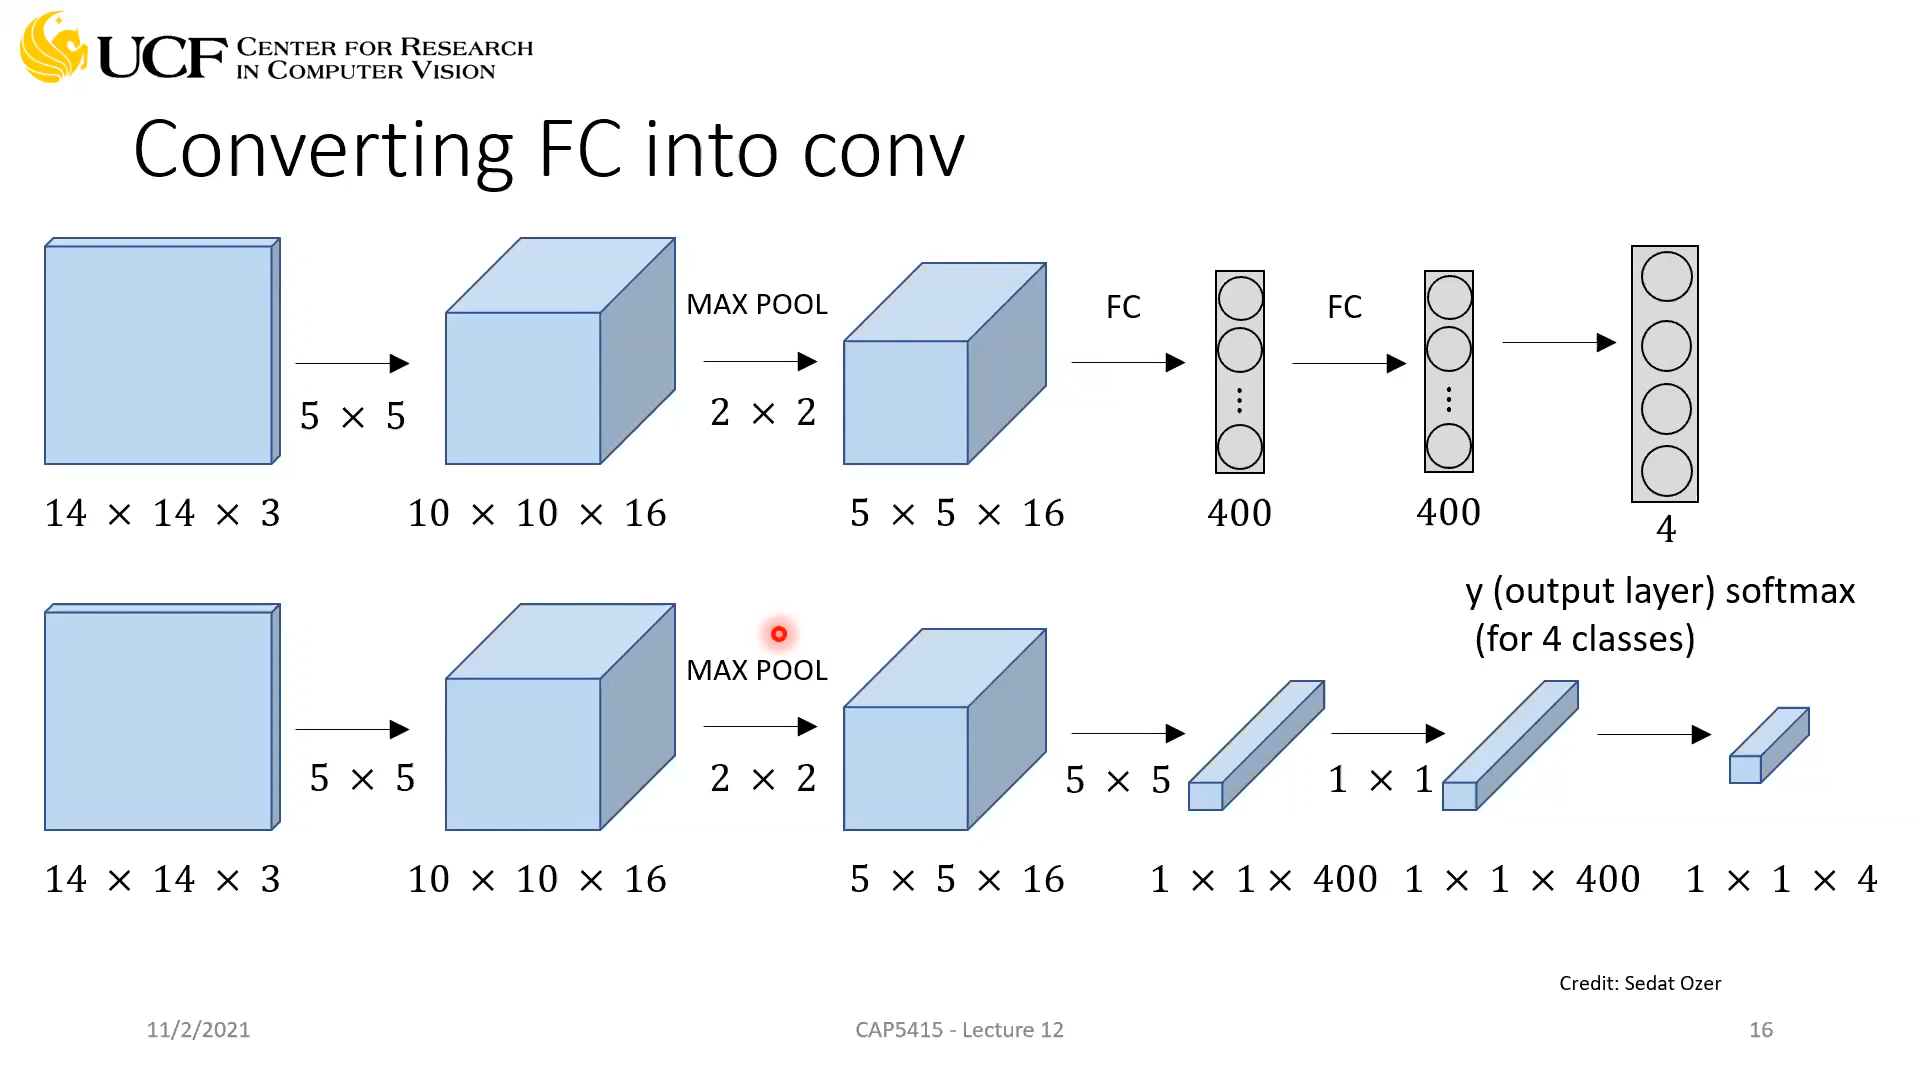 UCF CENTER FOR RESEARCH
IN COMPUTER VISION
Converting FC into conv
MAX POOL
FC
FC
5 × 5
2 × 2
14 × 14 × 3
10 × 10 × 16
5 × 5 × 16
400
400
4
y (output layer) softmax
(for 4 classes)
MAX POOL
5 × 5
2 × 2
5 × 5
1 × 1
14 × 14 × 3
10 × 10 × 16
5 × 5 × 16
1 × 1 × 400
1 × 1 × 400
1 × 1 × 4
Credit: Sedat Ozer
11/2/2021
CAP5415 - Lecture 12
16